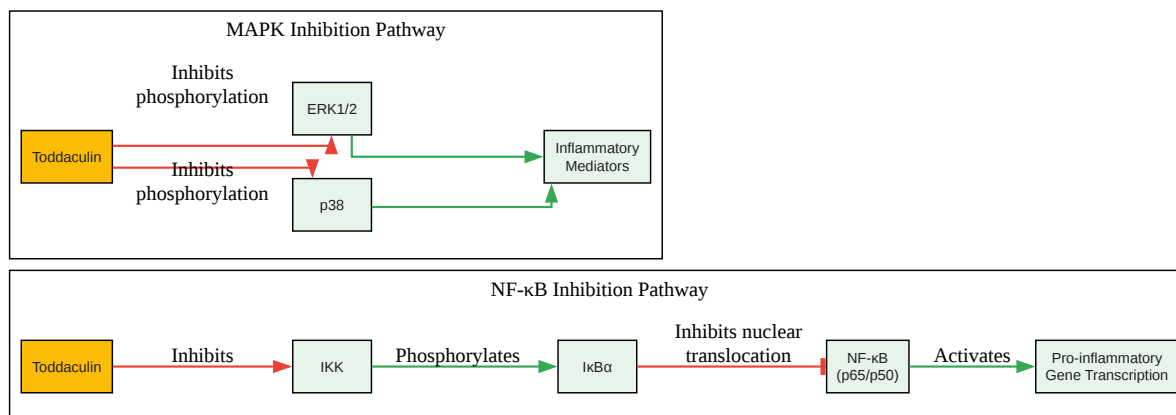 MAPK Inhibition Pathway
Inhibits
phosphorylation
ERK1/2
Toddaculin
Inflammatory
Mediators
Inhibits
phosphorylation
p38
NF-κB Inhibition Pathway
Toddaculin
Inhibits
IKK
Phosphorylates
IκBα
Inhibits nuclear
translocation
NF-κB
(p65/p50)
Activates
Pro-inflammatory
Gene Transcription